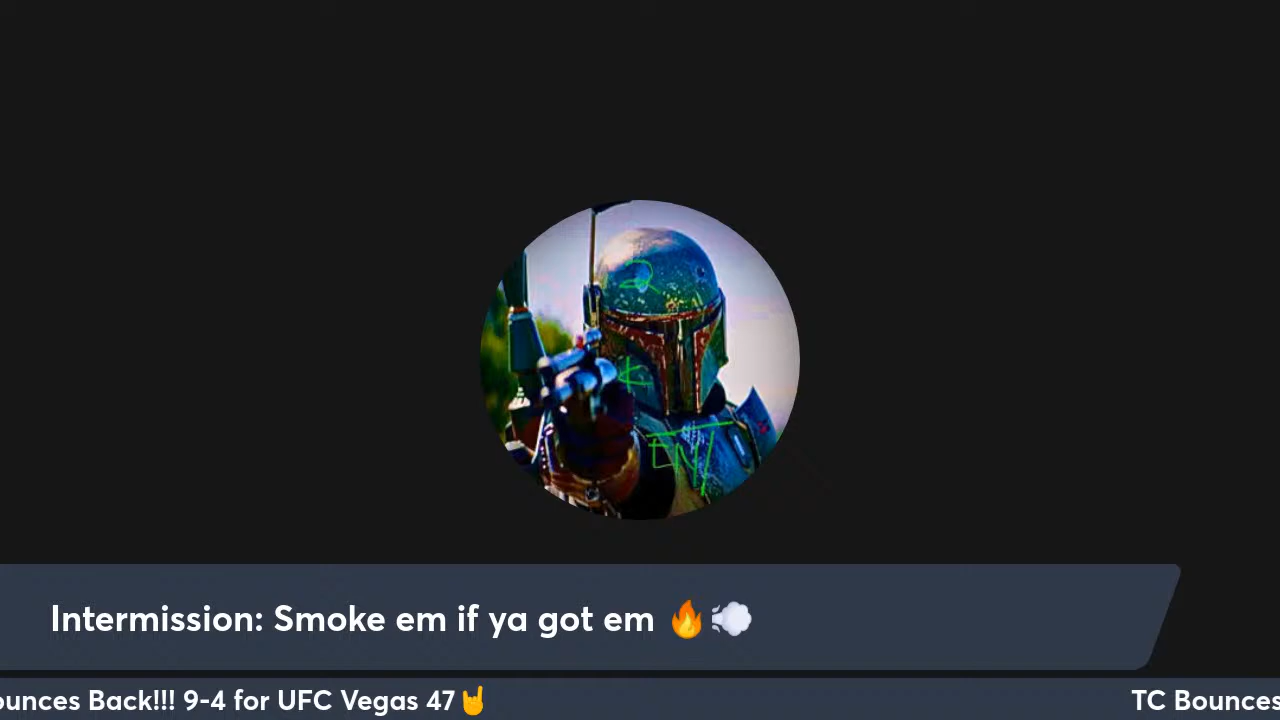 Intermission: Smoke em if ya got em 🔥💨
ounces Back!!! 9-4 for UFC Vegas 47🤘 TC Bounces